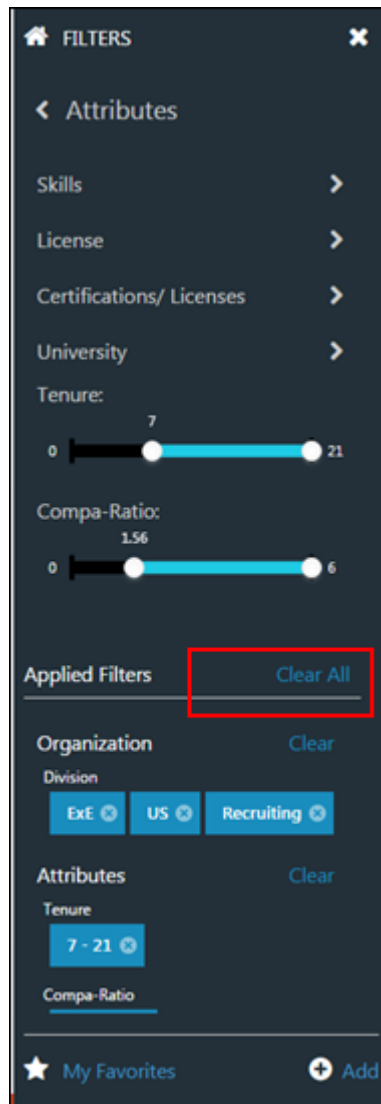 FILTERS
Attributes
Skills
License
Certifications/ Licenses
University
Tenure:
7
0 21
Compa-Ratio:
1.56
0 6
Applied Filters Clear All
Organization Clear
Division
ExE US Recruiting
Attributes Clear
Tenure
7 - 21
Compa-Ratio
My Favorites Add